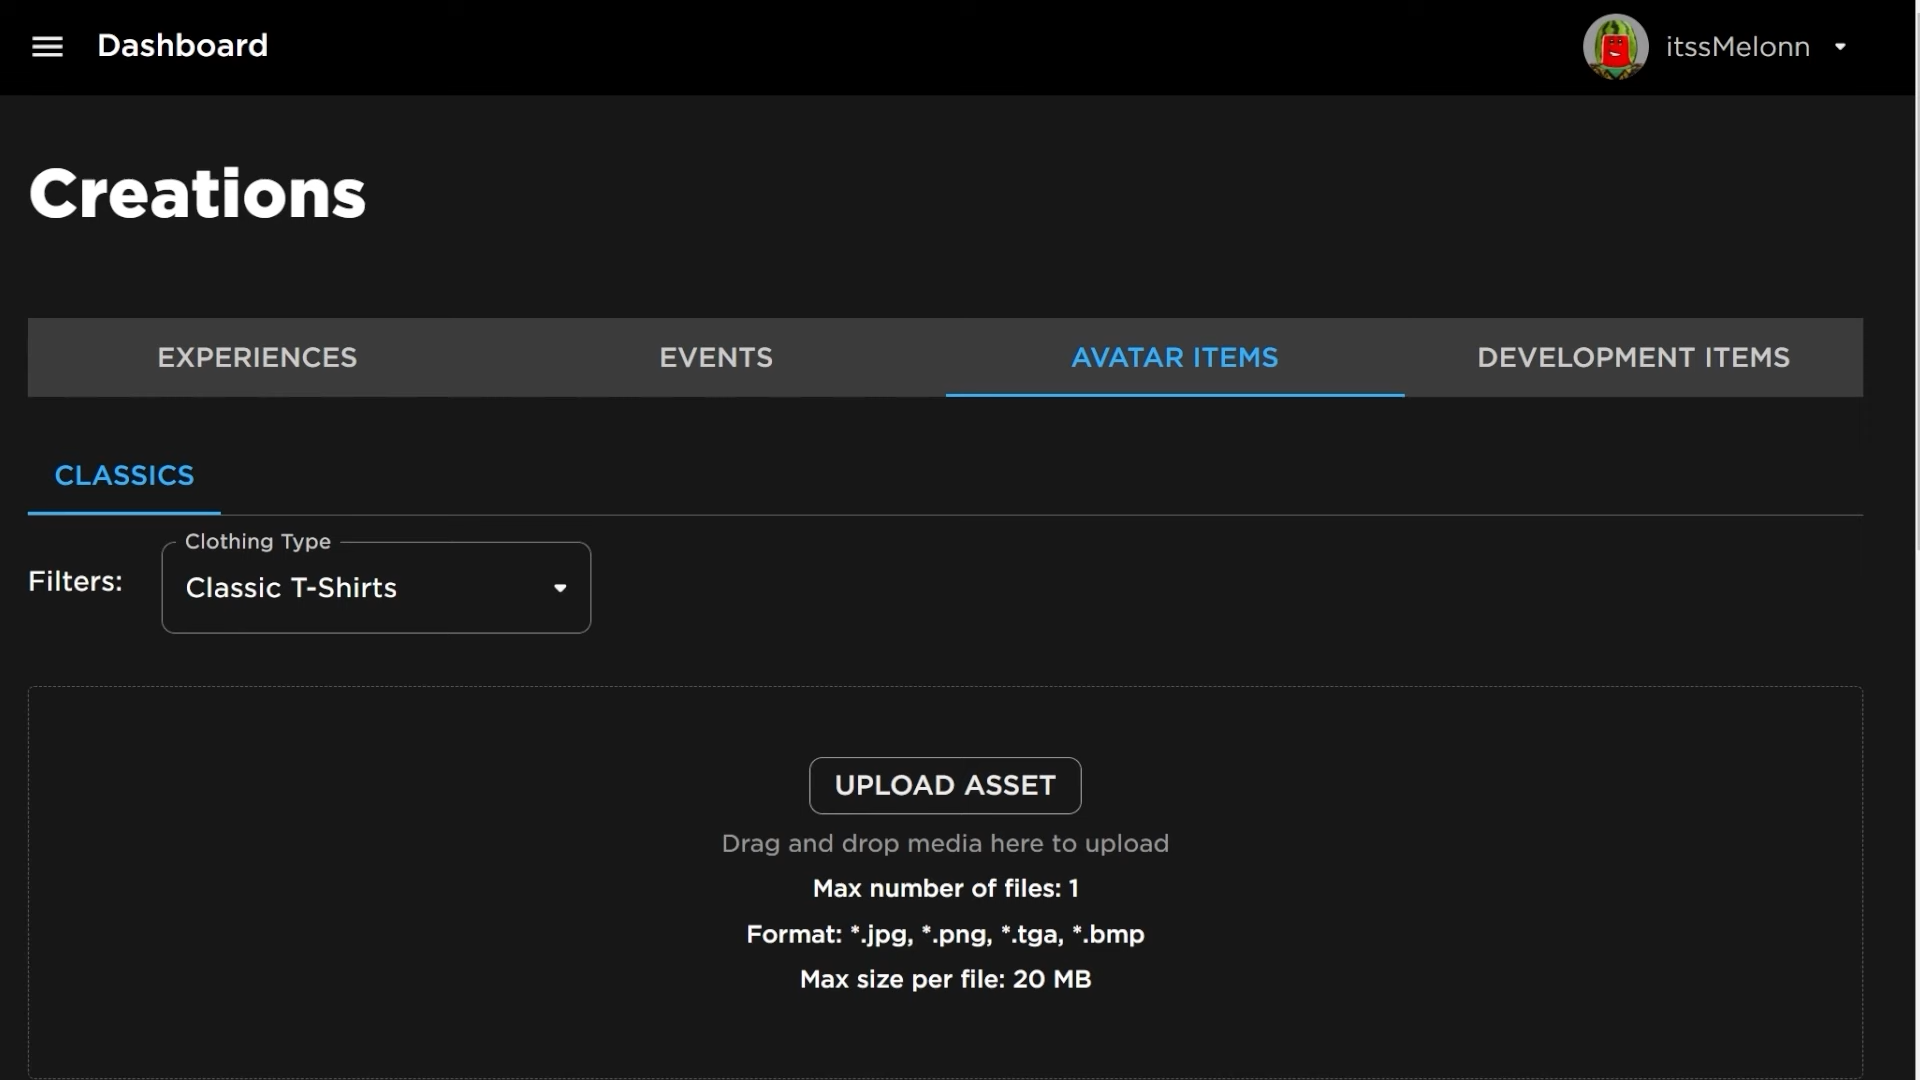 Dashboard
itssMelonn
Creations
EXPERIENCES
EVENTS
AVATAR ITEMS
DEVELOPMENT ITEMS
CLASSICS
Clothing Type
Filters:
Classic T-Shirts
UPLOAD ASSET
Drag and drop media here to upload
Max number of files: 1
Format: *.jpg, *.png, *.tga, *.bmp
Max size per file: 20 MB